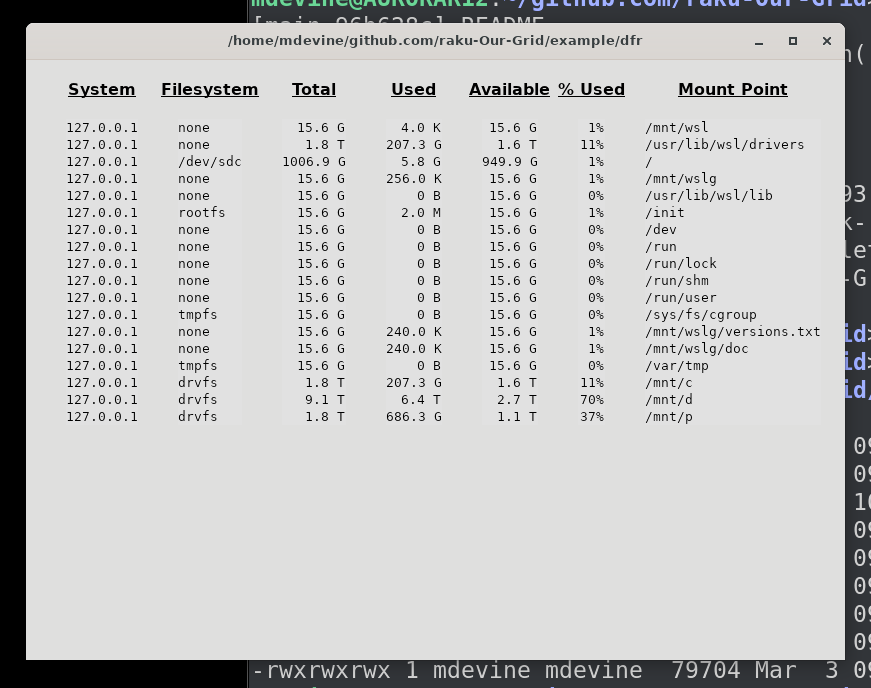 mdevine@AURORAR12:~/github.com/raku-Our-Grid>
[main 96b628c] README
/home/mdevine/github.com/raku-Our-Grid/example/dfr
System Filesystem Total Used Available % Used Mount Point
127.0.0.1 none 15.6 G 4.0 K 15.6 G 1% /mnt/wsl
127.0.0.1 none 1.8 T 207.3 G 1.6 T 11% /usr/lib/wsl/drivers
127.0.0.1 /dev/sdc 1006.9 G 5.8 G 949.9 G 1% /
127.0.0.1 none 15.6 G 256.0 K 15.6 G 1% /mnt/wslg
127.0.0.1 none 15.6 G 0 B 15.6 G 0% /usr/lib/wsl/lib
127.0.0.1 rootfs 15.6 G 2.0 M 15.6 G 1% /init
127.0.0.1 none 15.6 G 0 B 15.6 G 0% /dev
127.0.0.1 none 15.6 G 0 B 15.6 G 0% /run
127.0.0.1 none 15.6 G 0 B 15.6 G 0% /run/lock
127.0.0.1 none 15.6 G 0 B 15.6 G 0% /run/shm
127.0.0.1 none 15.6 G 0 B 15.6 G 0% /run/user
127.0.0.1 tmpfs 15.6 G 0 B 15.6 G 0% /sys/fs/cgroup
127.0.0.1 none 15.6 G 240.0 K 15.6 G 1% /mnt/wslg/versions.txt
127.0.0.1 none 15.6 G 240.0 K 15.6 G 1% /mnt/wslg/doc
127.0.0.1 tmpfs 15.6 G 0 B 15.6 G 0% /var/tmp
127.0.0.1 drvfs 1.8 T 207.3 G 1.6 T 11% /mnt/c
127.0.0.1 drvfs 9.1 T 6.4 T 2.7 T 70% /mnt/d
127.0.0.1 drvfs 1.8 T 686.3 G 1.1 T 37% /mnt/p
-rwxrwxrwx 1 mdevine mdevine 79704 Mar 3 09